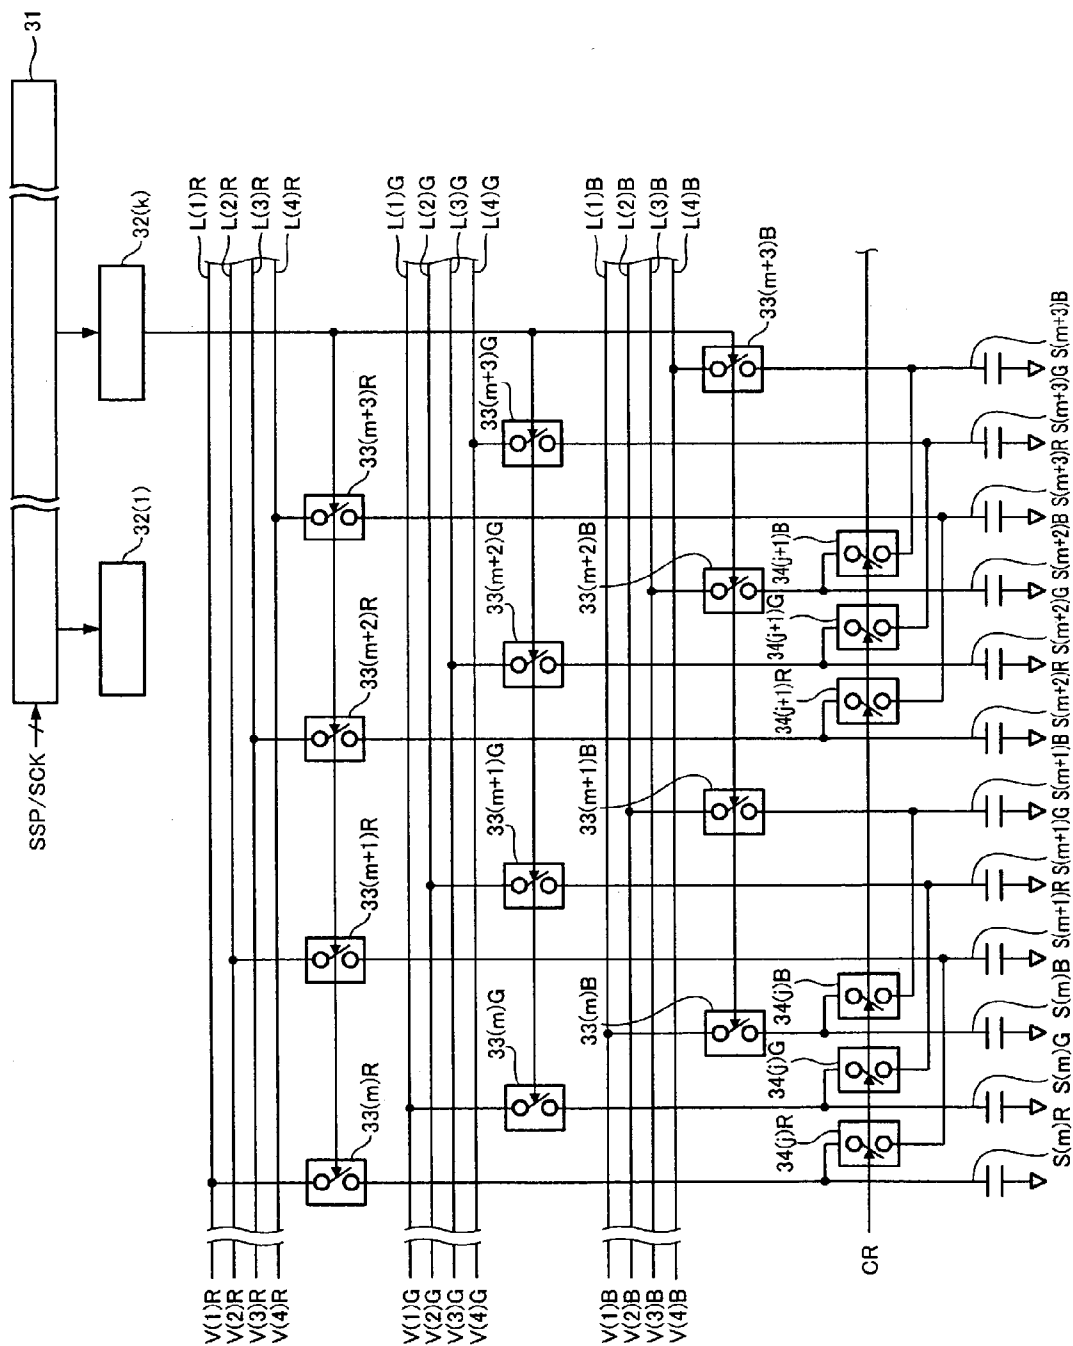 31
SSP/SCK
32(1)
32(k)
V(1)R
V(2)R
V(3)R
V(4)R
L(1)R
L(2)R
L(3)R
L(4)R
33(m)R
33(m+1)R
33(m+2)R
33(m+3)R
V(1)G
V(2)G
V(3)G
V(4)G
L(1)G
L(2)G
L(3)G
L(4)G
33(m)G
33(m+1)G
33(m+2)G
33(m+3)G
V(1)B
V(2)B
V(3)B
V(4)B
L(1)B
L(2)B
L(3)B
L(4)B
33(m)B
33(m+1)B
33(m+2)B
33(m+3)B
CR
34(j)R
34(j)G
34(j)B
34(j+1)R
34(j+1)G
34(j+1)B
S(m)R
S(m)G
S(m)B
S(m+1)R
S(m+1)G
S(m+1)B
S(m+2)R
S(m+2)G
S(m+2)B
S(m+3)R
S(m+3)G
S(m+3)B